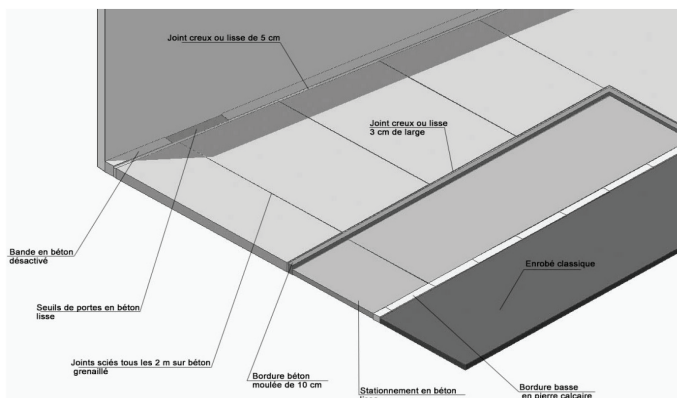 Joint creux ou lisse de 5 cm
Joint creux ou lisse
3 cm de large
Bande en béton
désactivé
Enrobé classique
Seuils de portes en béton
lisse
Joints sciés tous les 2 m sur béton
grenaillé
Bordure béton
moulée de 10 cm
Stationnement en béton
Bordure basse
en pierre calcaire